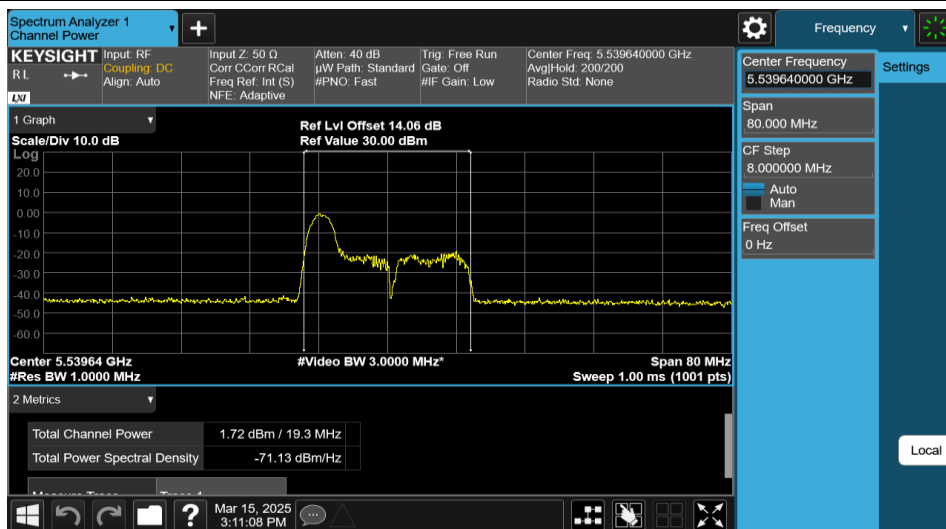 Spectrum Analyzer 1
Channel Power
+
Frequency
KEYSIGHT
RL
LXI
Input: RF
Coupling: DC
Align: Auto
Input Z: 50 Ω
Corr CCorr RCal
Freq Ref: Int (S)
NFE: Adaptive
Atten: 40 dB
µW Path: Standard
#PNO: Fast
Trig: Free Run
Gate: Off
#IF Gain: Low
Center Freq: 5.539640000 GHz
Avg|Hold: 200/200
Radio Std: None
Center Frequency
5.539640000 GHz
Settings
Span
80.000 MHz
CF Step
8.000000 MHz
Auto
Man
Freq Offset
0 Hz
Local
1 Graph
Scale/Div 10.0 dB
Ref Lvl Offset 14.06 dB
Ref Value 30.00 dBm
Log
20.0
10.0
0.00
-10.0
-20.0
-30.0
-40.0
-50.0
-60.0
Center 5.53964 GHz
#Video BW 3.0000 MHz*
Span 80 MHz
#Res BW 1.0000 MHz
Sweep 1.00 ms (1001 pts)
2 Metrics
Total Channel Power 1.72 dBm / 19.3 MHz
Total Power Spectral Density -71.13 dBm/Hz
?
Mar 15, 2025
3:11:08 PM